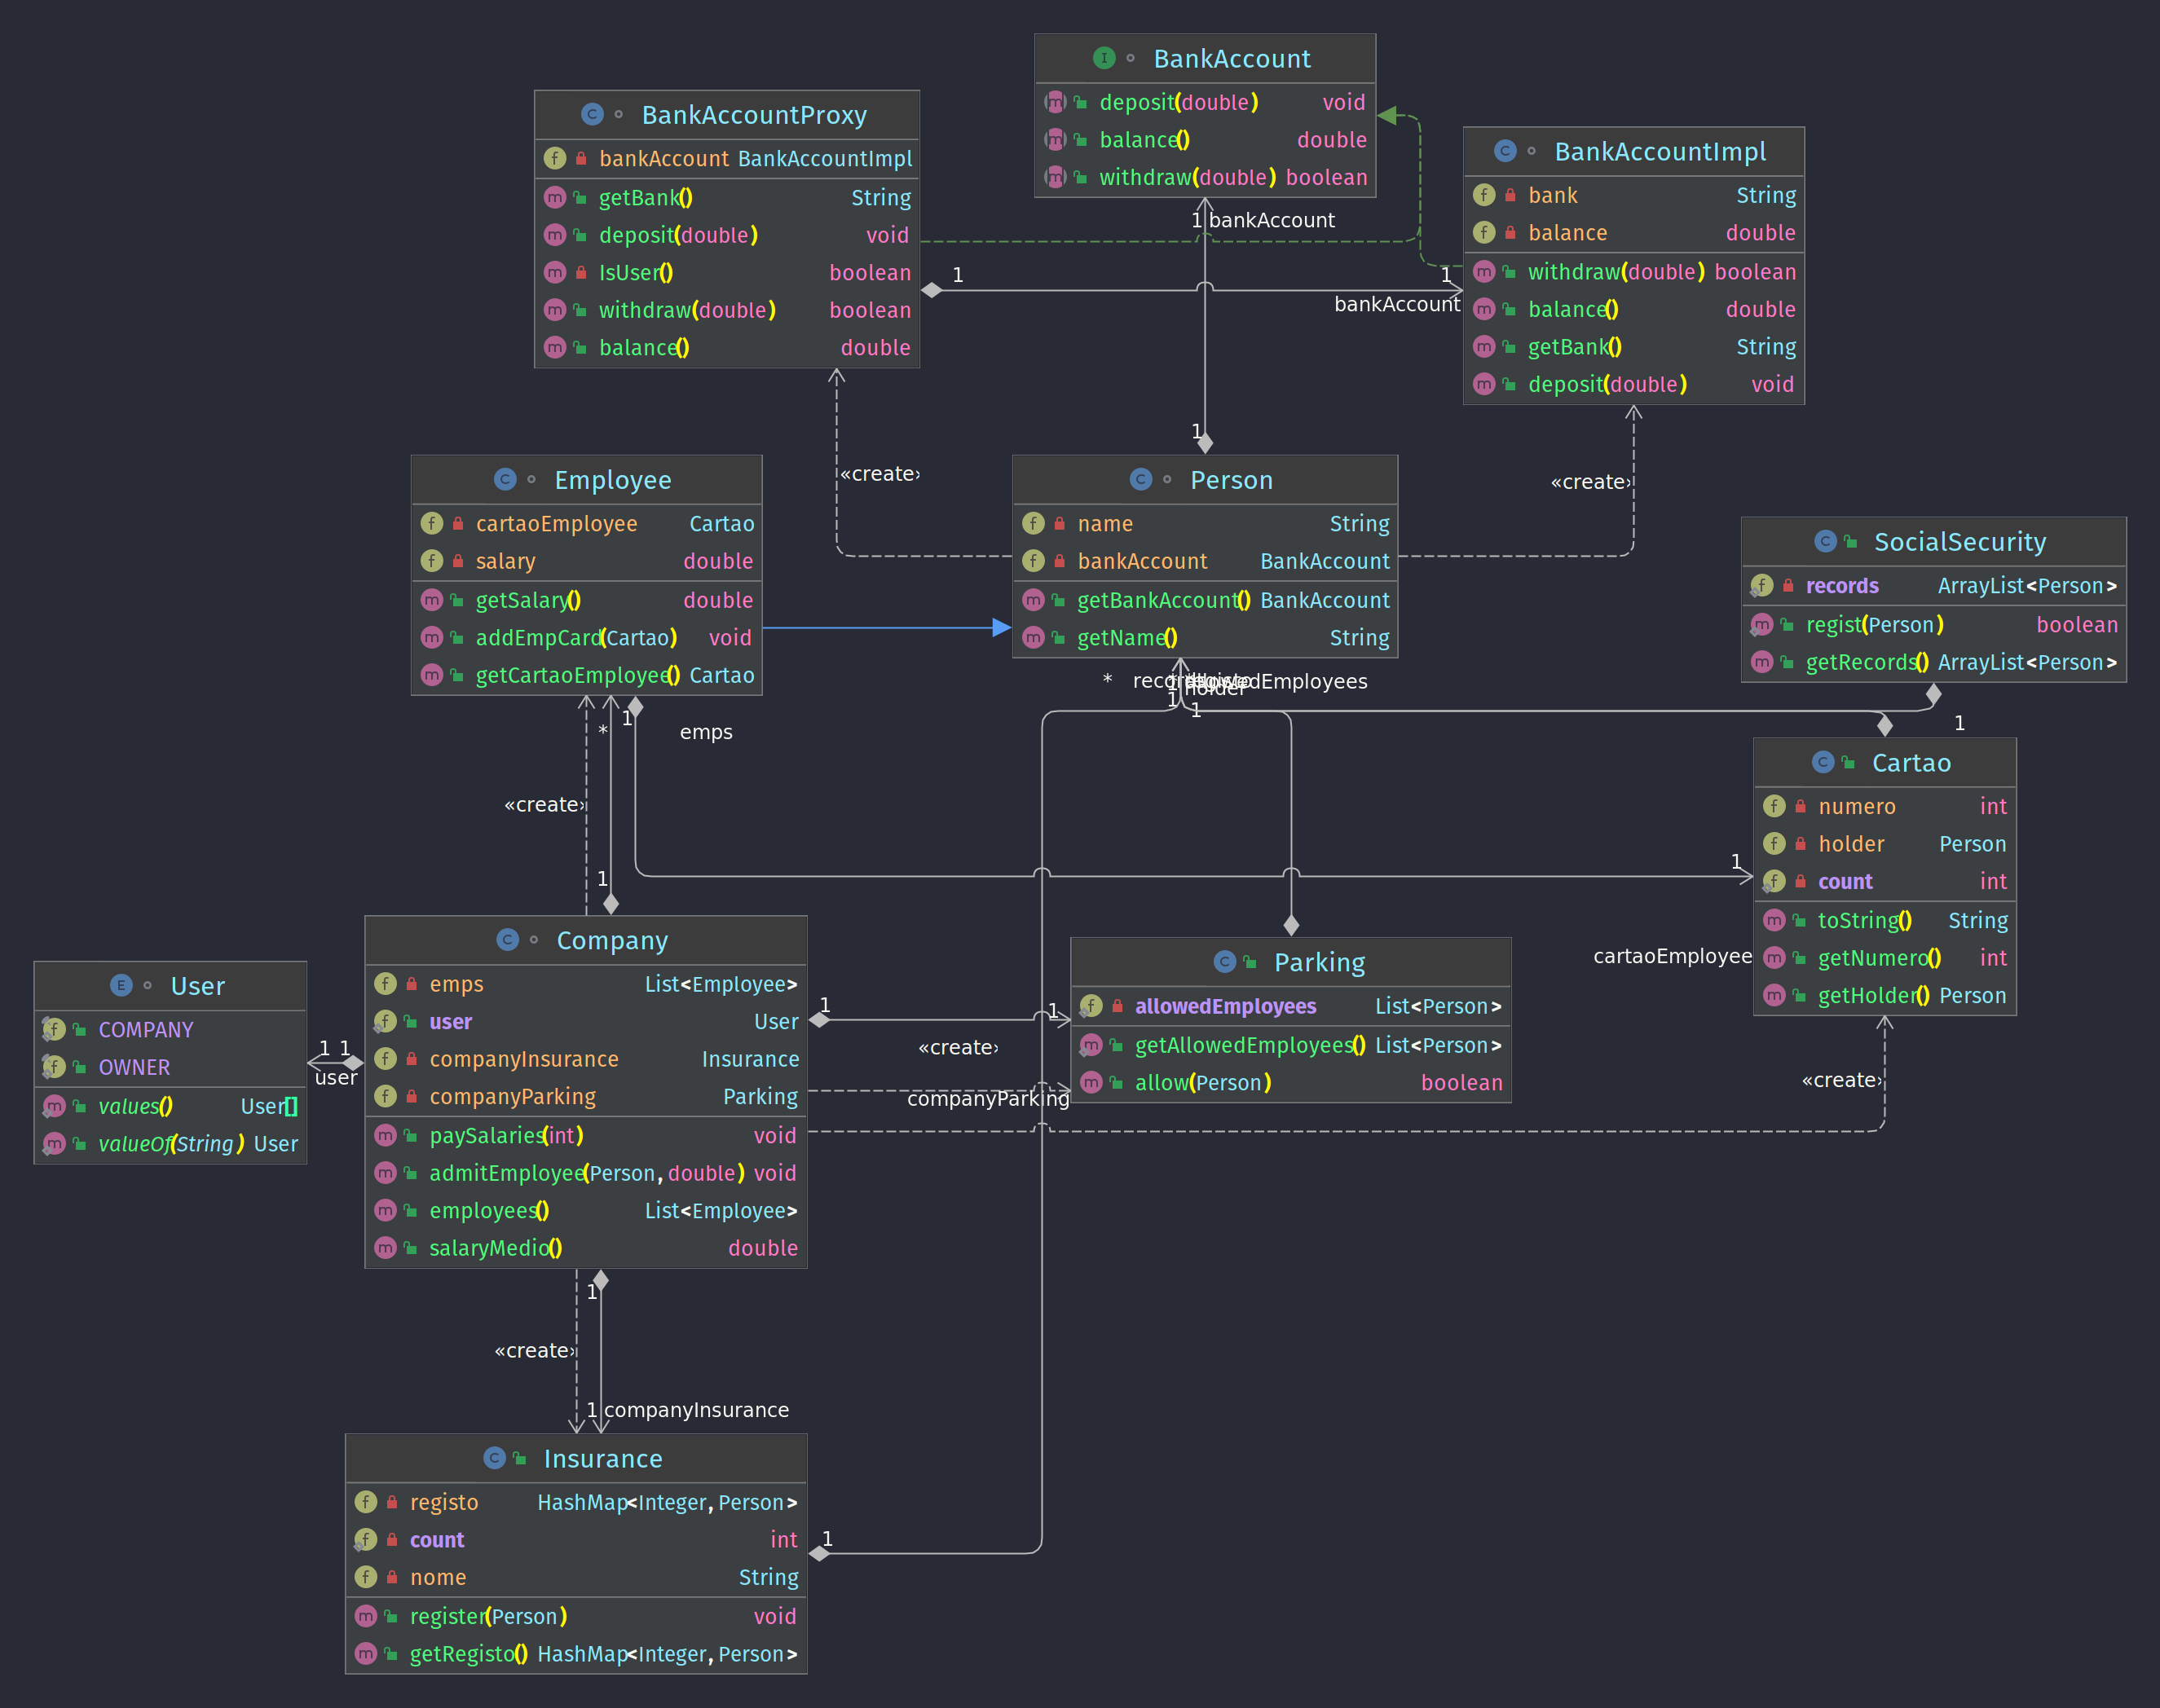 BankAccount
deposit(double) void
balance() double
withdraw(double) boolean
BankAccountProxy
bankAccount BankAccountImpl
getBank() String
deposit(double) void
IsUser() boolean
withdraw(double) boolean
balance() double
BankAccountImpl
bank String
balance double
withdraw(double) boolean
balance() double
getBank() String
deposit(double) void
1 bankAccount
1
1
bankAccount
1
«create›
«create›
Employee
cartaoEmployee Cartao
salary double
getSalary() double
addEmpCard(Cartao) void
getCartaoEmployee() Cartao
Person
name String
bankAccount BankAccount
getBankAccount() BankAccount
getName() String
SocialSecurity
records ArrayList<Person>
regist(Person) boolean
getRecords() ArrayList<Person>
*
1
1
1
1
*
emps
«create›
1
1
Cartao
numero int
holder Person
count int
toString() String
getNumero() int
getHolder() Person
cartaoEmployee
Company
emps List<Employee>
user User
companyInsurance Insurance
companyParking Parking
paySalaries(int) void
admitEmployee(Person, double) void
employees() List<Employee>
salaryMedio() double
User
COMPANY
OWNER
values() User[]
valueOf(String) User
1 1
user
Parking
allowedEmployees List<Person>
getAllowedEmployees() List<Person>
allow(Person) boolean
1
1
«create›
companyParking
«create›
1
«create›
1 companyInsurance
Insurance
registo HashMap<Integer, Person>
count int
nome String
register(Person) void
getRegisto() HashMap<Integer, Person>
1